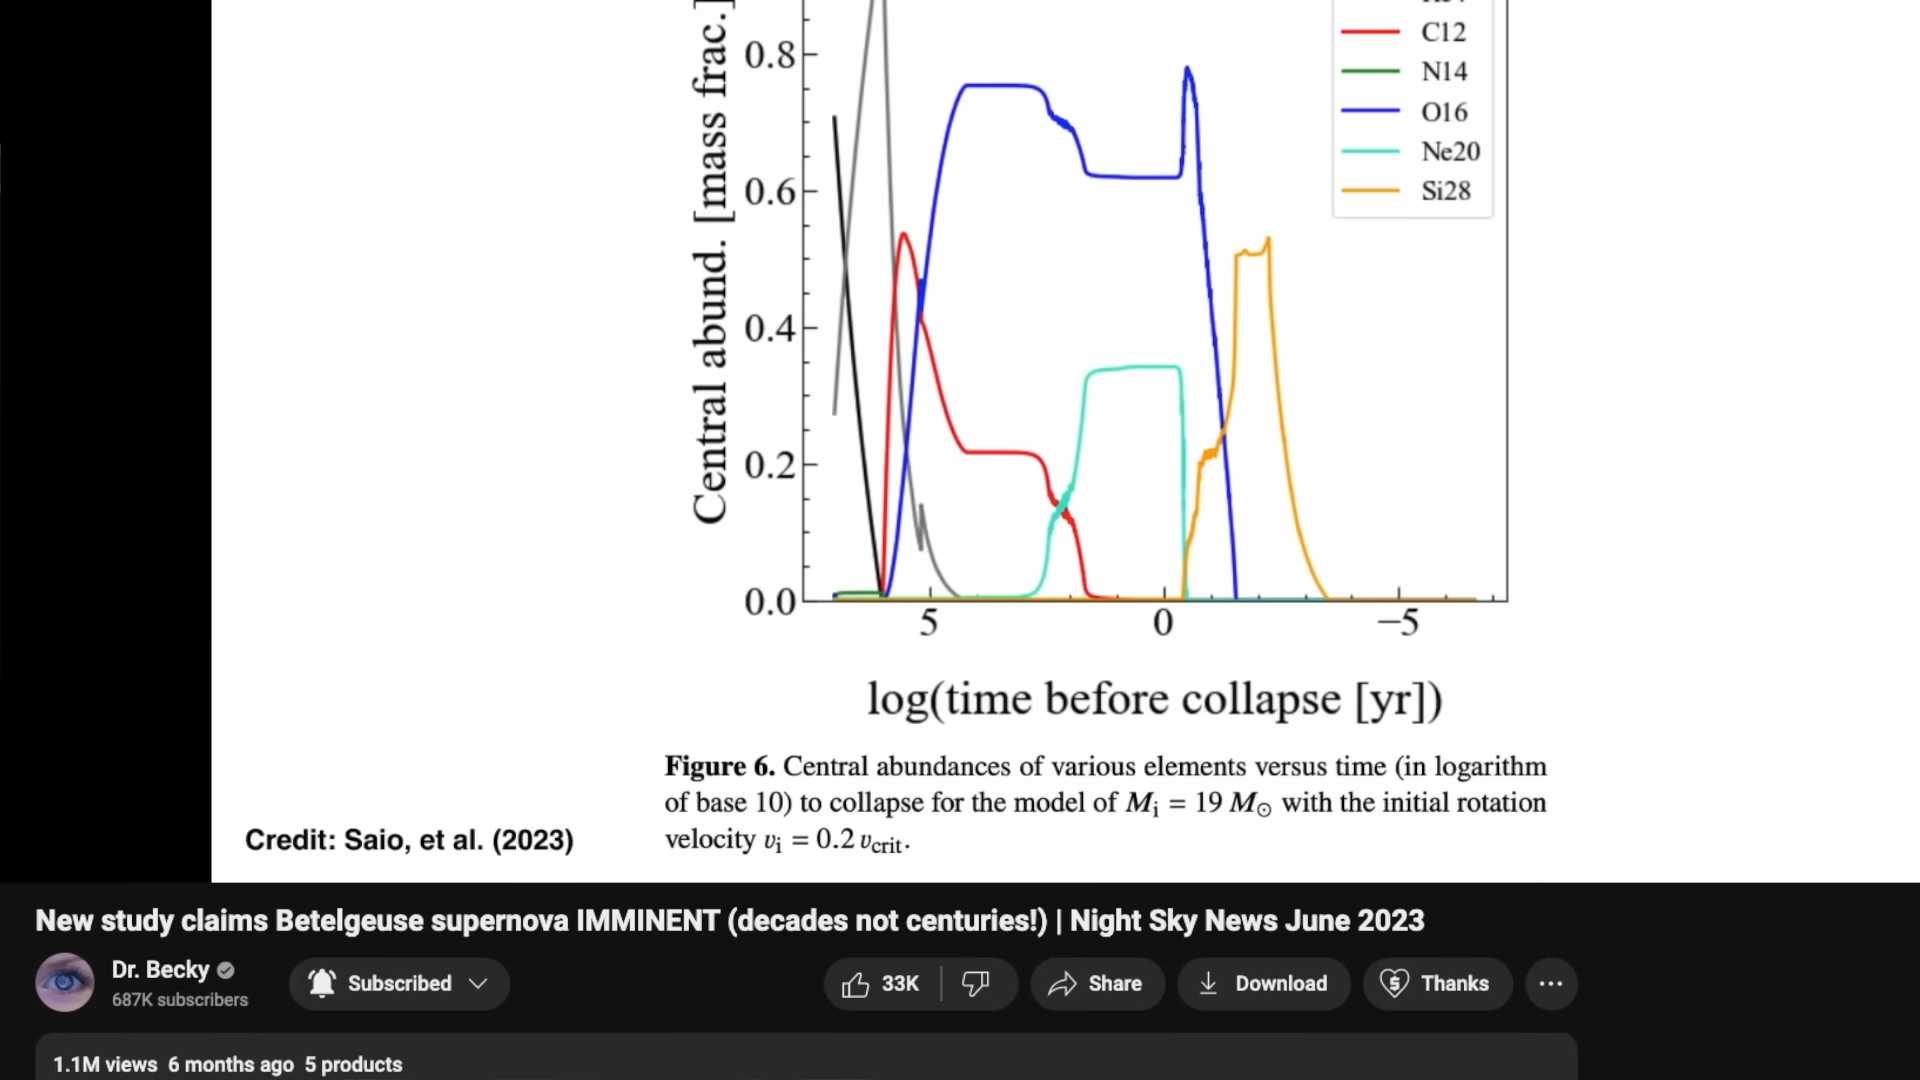 C12
0.8
N14
O16
Ne20
0.6
Si28
Central abund. [mass frac.]
0.4
0.2
0.0
5
0
−5
log(time before collapse [yr])
Figure 6. Central abundances of various elements versus time (in logarithm
of base 10) to collapse for the model of Mi = 19 M⊙ with the initial rotation
velocity vi = 0.2 vcrit.
Credit: Saio, et al. (2023)
New study claims Betelgeuse supernova IMMINENT (decades not centuries!) | Night Sky News June 2023
Dr. Becky
687K subscribers
Subscribed
33K
Share
Download
Thanks
1.1M views 6 months ago 5 products